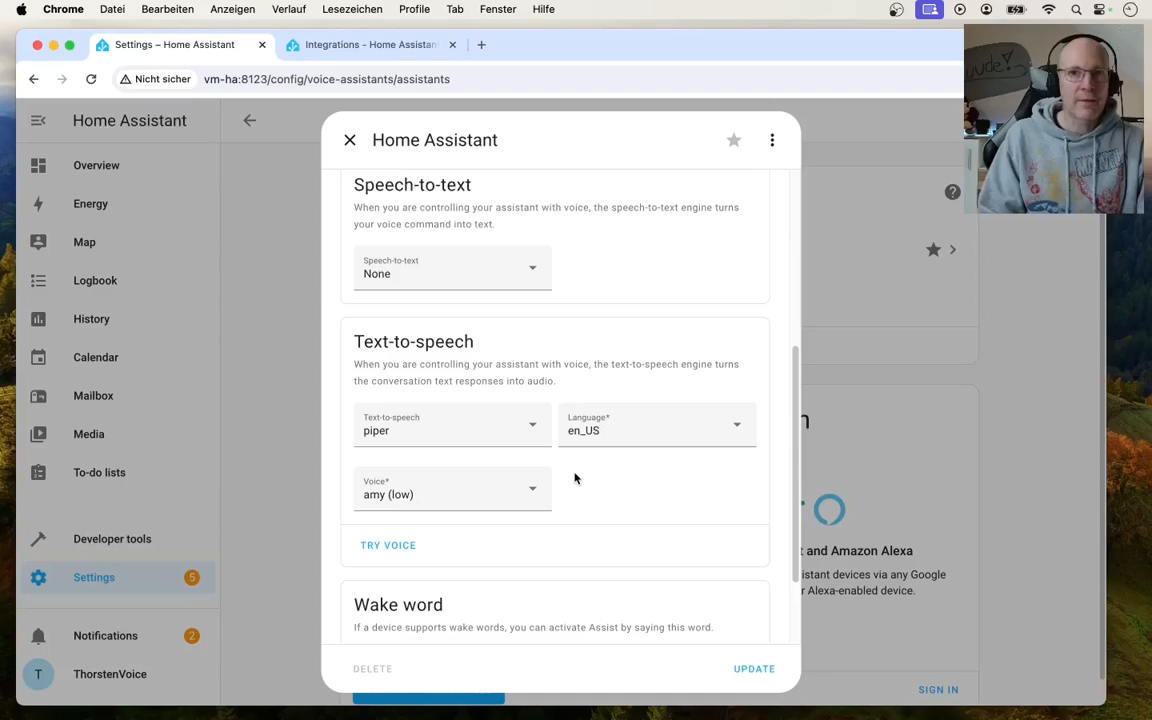 Chrome Datei Bearbeiten Anzeigen Verlauf Lesezeichen Profile Tab Fenster Hilfe
Settings – Home Assistant
Integrations - Home Assistan
Nicht sicher vm-ha:8123/config/voice-assistants/assistants
Home Assistant
Overview
Energy
Map
Logbook
History
Calendar
Mailbox
Media
To-do lists
Developer tools
Settings 5
Notifications 2
T ThorstenVoice
Home Assistant
Speech-to-text
When you are controlling your assistant with voice, the speech-to-text engine turns
your voice command into text.
Speech-to-text
None
Text-to-speech
When you are controlling your assistant with voice, the text-to-speech engine turns
the conversation text responses into audio.
Text-to-speech
piper
Language*
en_US
Voice*
amy (low)
TRY VOICE
Wake word
If a device supports wake words, you can activate Assist by saying this word.
DELETE
UPDATE
n
t and Amazon Alexa
istant devices via any Google
r Alexa-enabled device.
SIGN IN